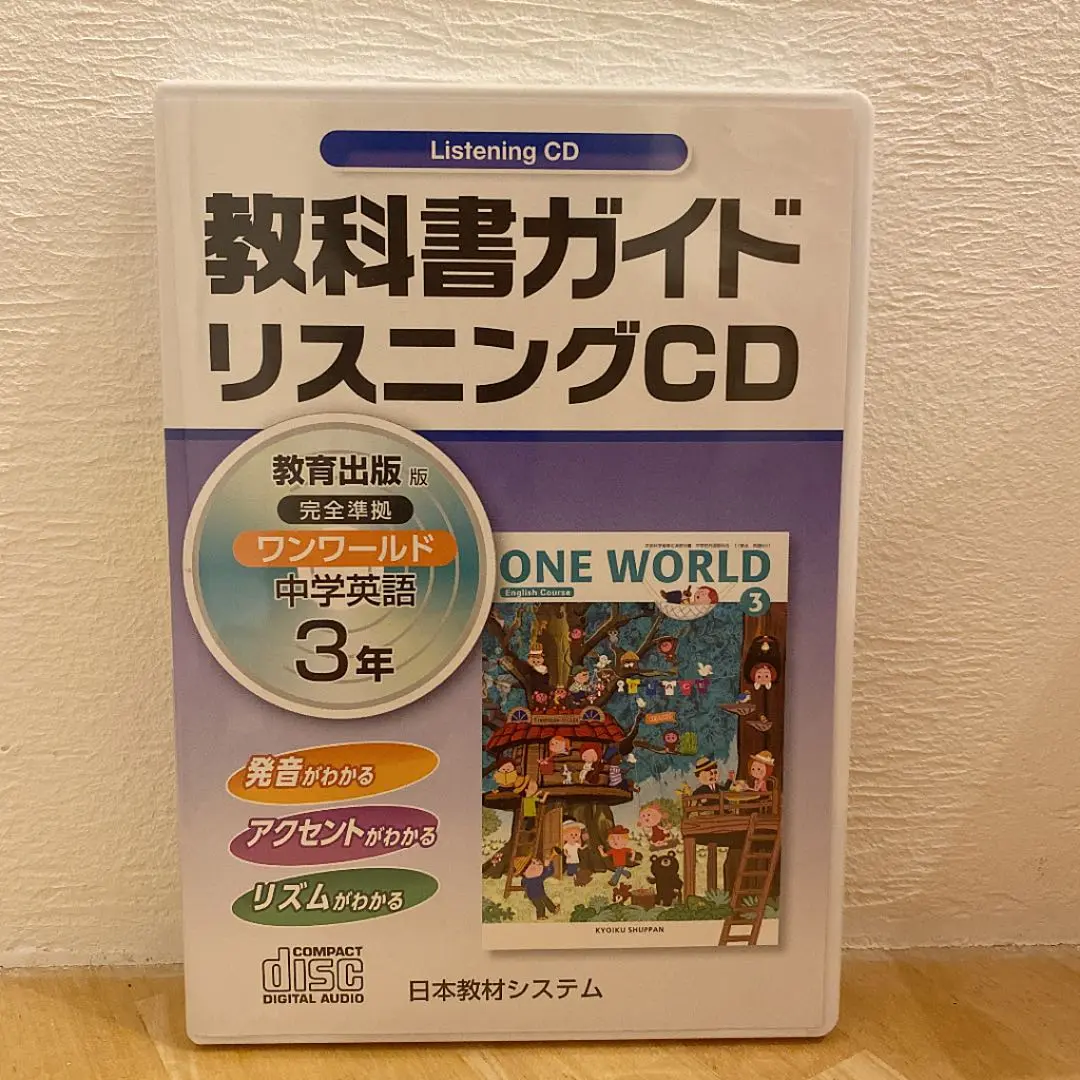 Listening CD
教科書ガイド
リスニングCD
教育出版 版
完全準拠
ワンワールド
中学英語
3年
ONE WORLD
English Course
3
発音がわかる
アクセントがわかる
リズムがわかる
KYOIKU SHUPPAN
COMPACT
disc
DIGITAL AUDIO
日本教材システム